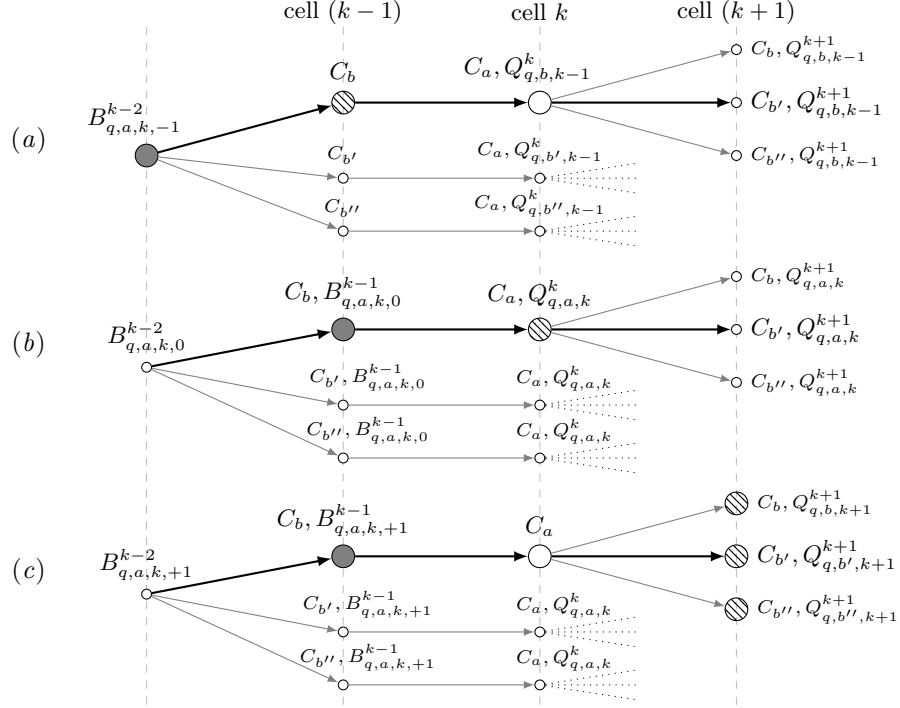 cell (k − 1) cell k cell (k + 1)
(a)
B^{k-2}_{q,a,k,-1}
C_b
C_a, Q^k_{q,b,k-1}
C_b, Q^{k+1}_{q,b,k-1}
C_{b'}, Q^{k+1}_{q,b,k-1}
C_{b''}, Q^{k+1}_{q,b,k-1}
C_{b'}
C_a, Q^k_{q,b',k-1}
C_{b''}
C_a, Q^k_{q,b'',k-1}
(b)
B^{k-2}_{q,a,k,0}
C_b, B^{k-1}_{q,a,k,0}
C_a, Q^k_{q,a,k}
C_b, Q^{k+1}_{q,a,k}
C_{b'}, Q^{k+1}_{q,a,k}
C_{b''}, Q^{k+1}_{q,a,k}
C_{b'}, B^{k-1}_{q,a,k,0}
C_a, Q^k_{q,a,k}
C_{b''}, B^{k-1}_{q,a,k,0}
C_a, Q^k_{q,a,k}
(c)
B^{k-2}_{q,a,k,+1}
C_b, B^{k-1}_{q,a,k,+1}
C_a
C_b, Q^{k+1}_{q,b,k+1}
C_{b'}, Q^{k+1}_{q,b',k+1}
C_{b''}, Q^{k+1}_{q,b'',k+1}
C_{b'}, B^{k-1}_{q,a,k,+1}
C_a, Q^k_{q,a,k}
C_{b''}, B^{k-1}_{q,a,k,+1}
C_a, Q^k_{q,a,k}